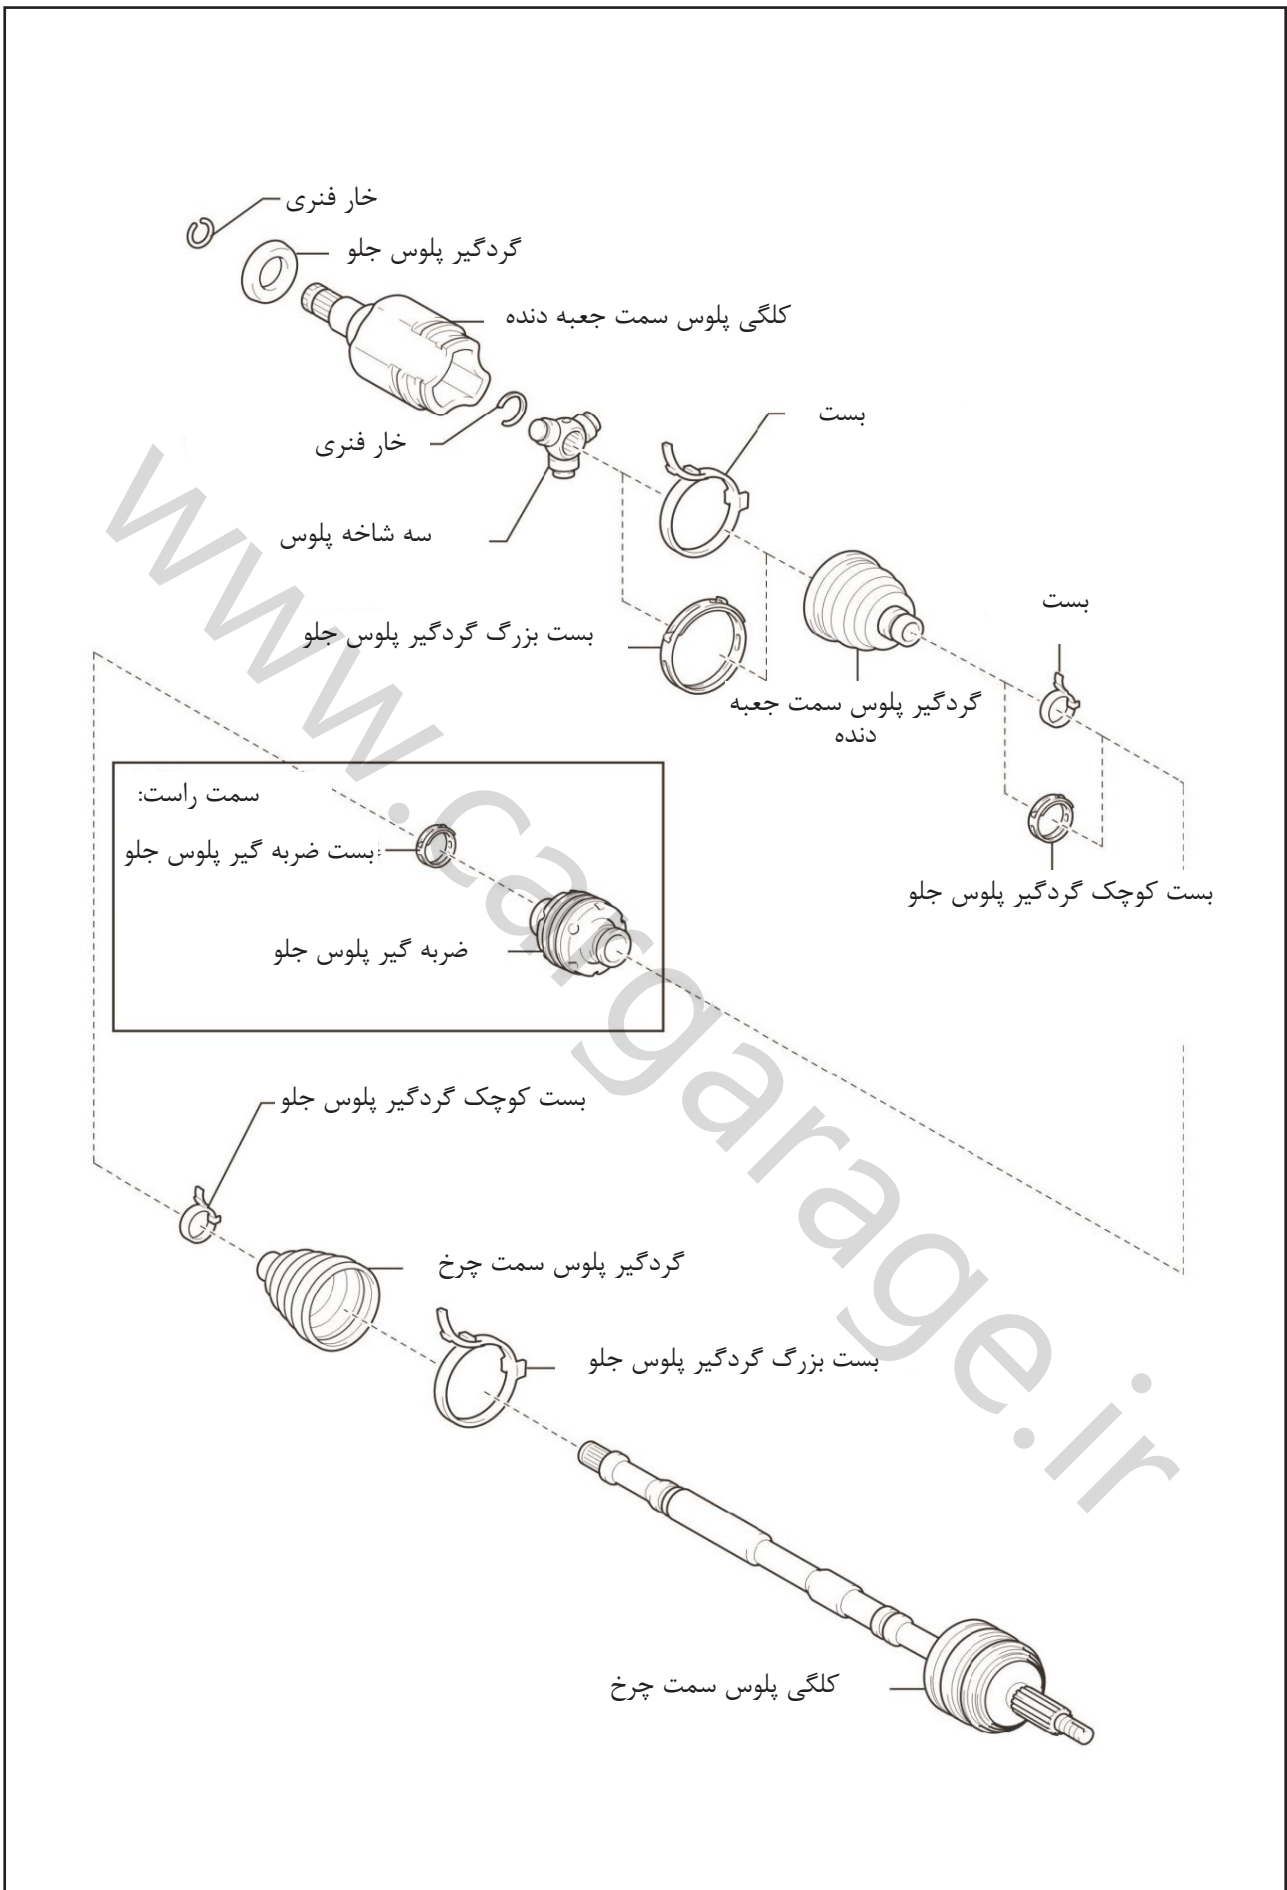 خار فنری
گردگیر پلوس جلو
کلگی پلوس سمت جعبه دنده
بست
خار فنری
سه شاخه پلوس
بست
بست بزرگ گردگیر پلوس جلو
گردگیر پلوس سمت جعبه
دنده
سمت راست:
بست ضربه گیر پلوس جلو
بست کوچک گردگیر پلوس جلو
ضربه گیر پلوس جلو
بست کوچک گردگیر پلوس جلو
گردگیر پلوس سمت چرخ
بست بزرگ گردگیر پلوس جلو
کلگی پلوس سمت چرخ
www.cargarage.ir